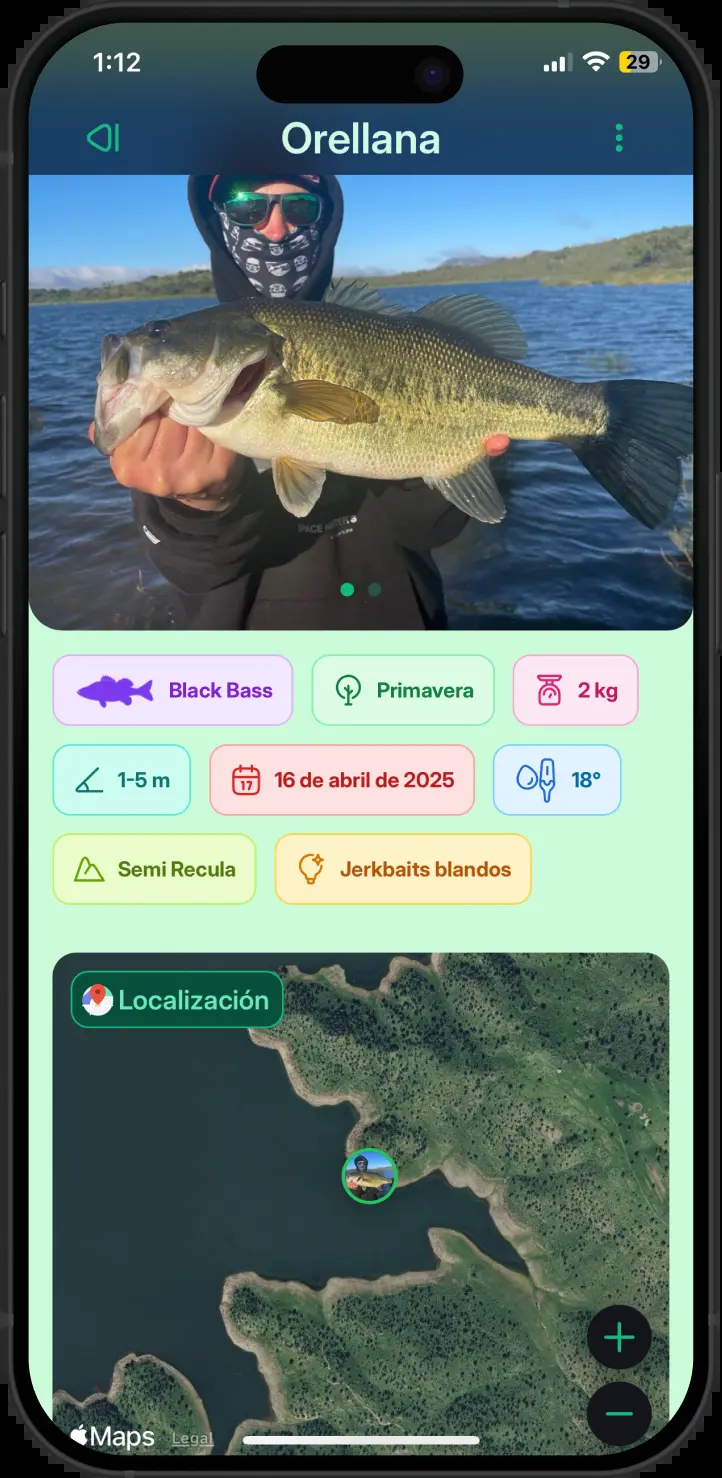 1:12
29
Orellana
Black Bass
Primavera
2 kg
1-5 m
17
16 de abril de 2025
18°
Semi Recula
Jerkbaits blandos
Localización
Maps
Legal